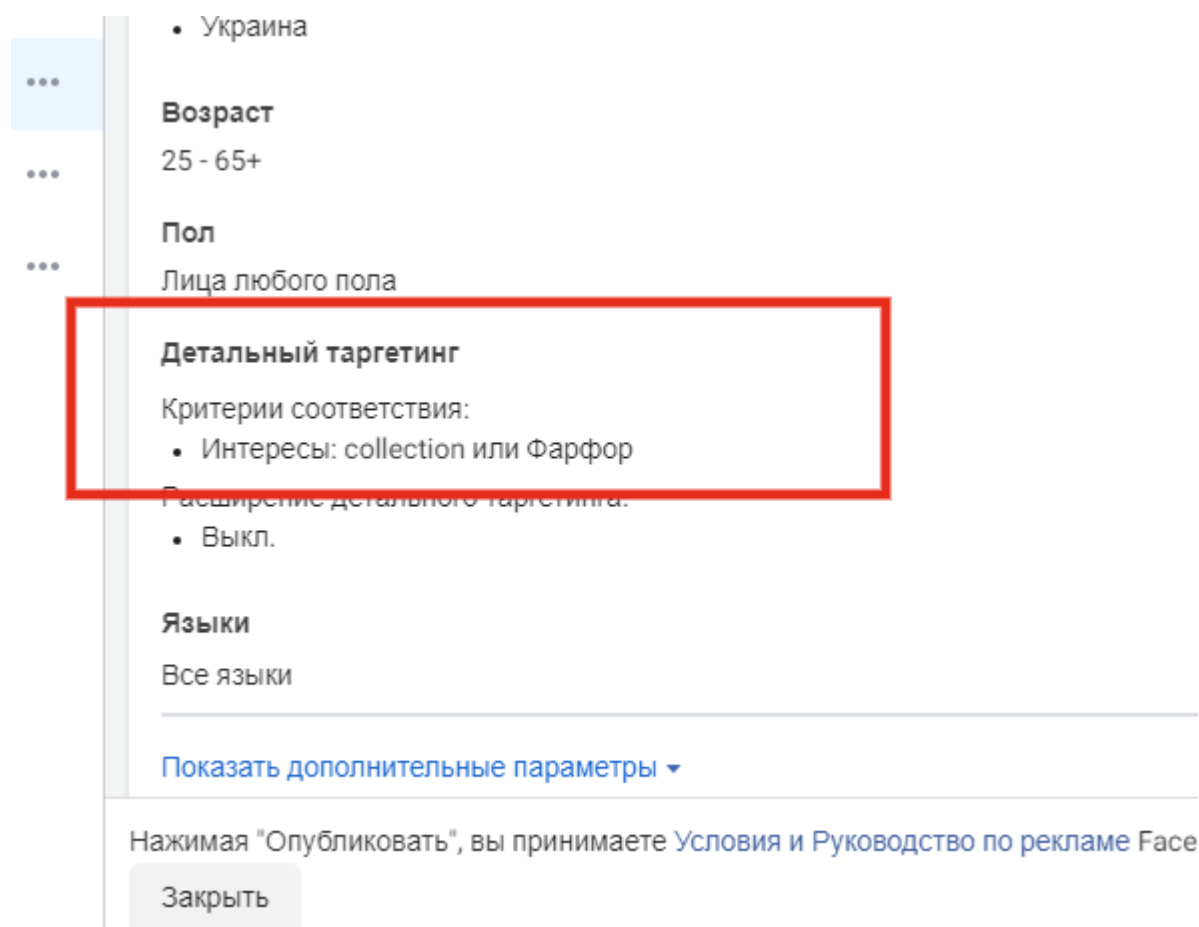 Украина
Возраст
25 - 65+
Пол
Лица любого пола
Детальный таргетинг
Критерии соответствия:
Интересы: collection или Фарфор
Расширение детального таргетинга:
Выкл.
Языки
Все языки
Показать дополнительные параметры
Нажимая "Опубликовать", вы принимаете Условия и Руководство по рекламе Face
Закрыть